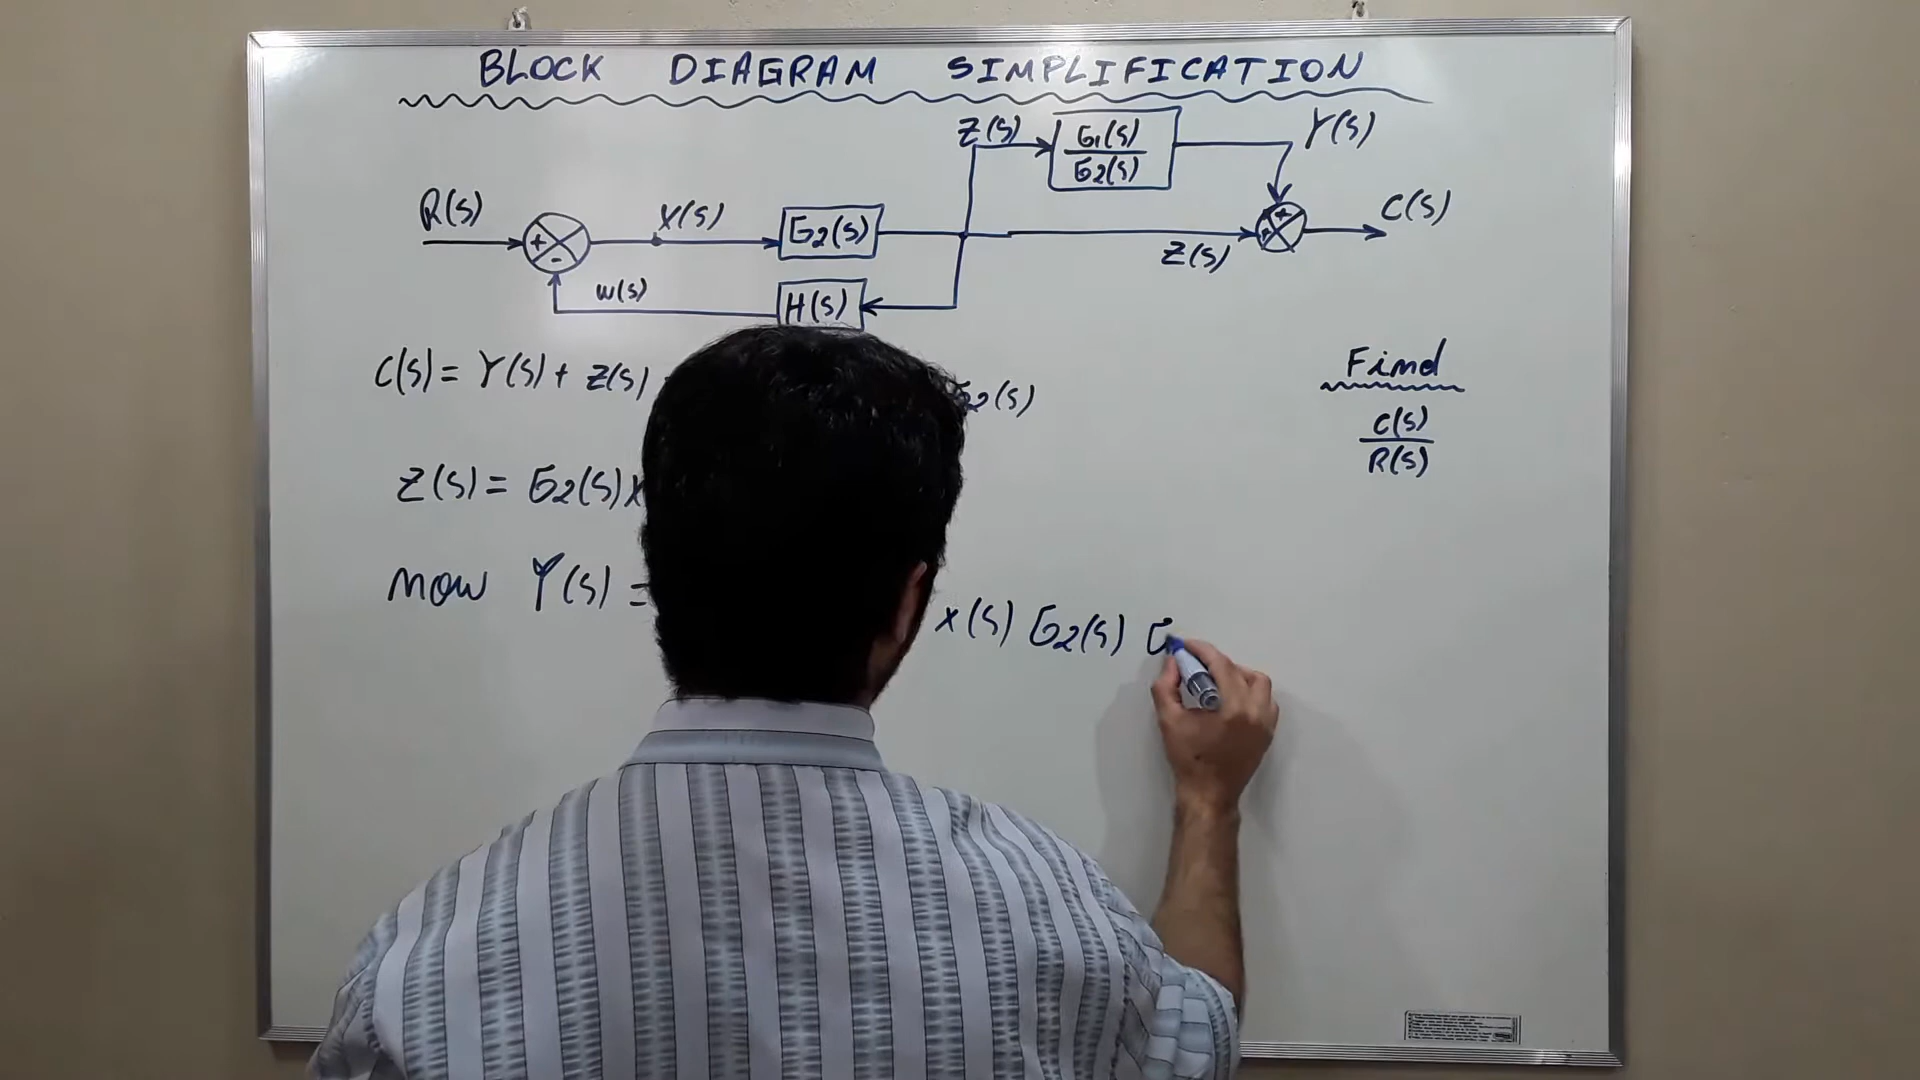 BLOCK DIAGRAM SIMPLIFICATION
Z(s) G1(s) Y(s)
G2(s)
R(s) X(s) G2(s) C(s)
+ - + +
Z(s)
W(s) H(s)
C(s) = Y(s) + Z(s) G2(s)
Find
C(s)
R(s)
Z(s) = G2(s) X
now Y(s) = X(s) G2(s) G